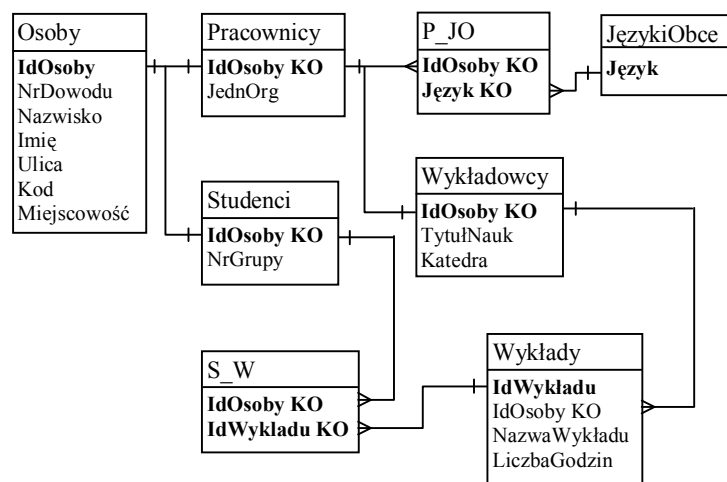 Osoby
IdOsoby
NrDowodu
Nazwisko
Imię
Ulica
Kod
Miejscowość
Pracownicy
IdOsoby KO
JednOrg
P_JO
IdOsoby KO
Język KO
JęzykiObce
Język
Studenci
IdOsoby KO
NrGrupy
Wykładowcy
IdOsoby KO
TytułNauk
Katedra
S_W
IdOsoby KO
IdWykladu KO
Wykłady
IdWykładu
IdOsoby KO
NazwaWykładu
LiczbaGodzin